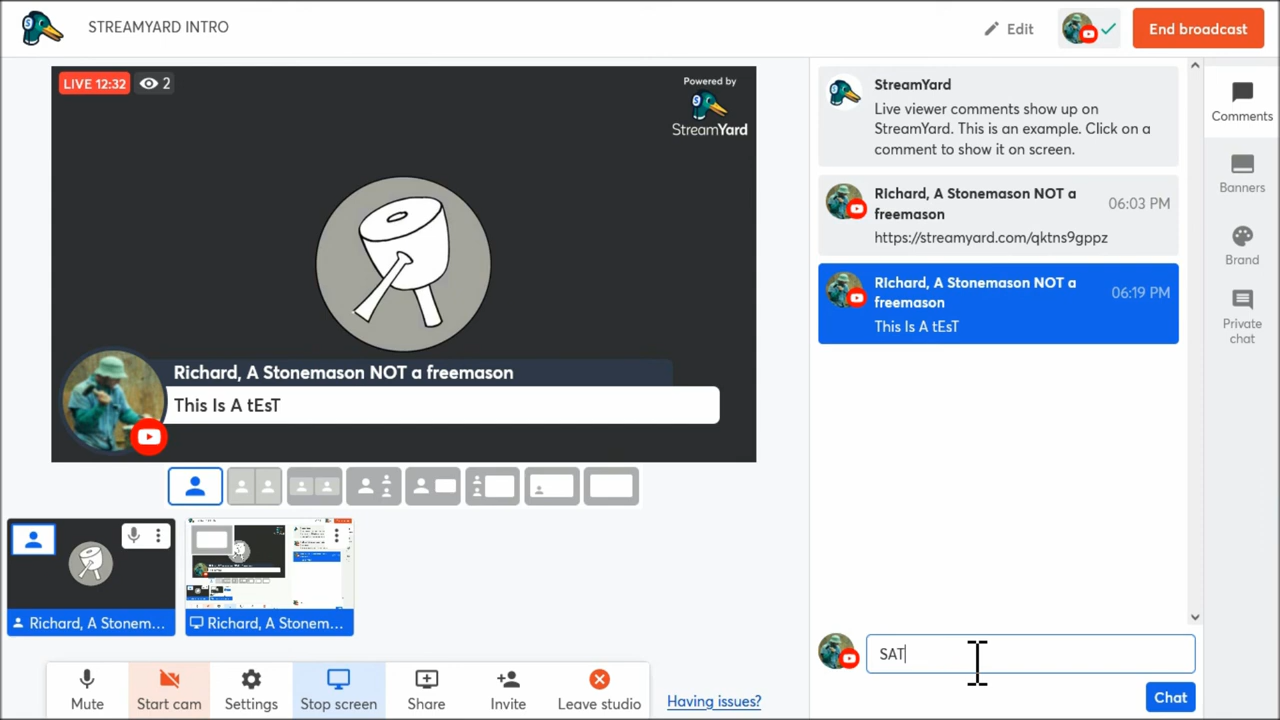 STREAMYARD INTRO
Edit
End broadcast
LIVE 12:32
2
Powered by
StreamYard
Richard, A Stonemason NOT a freemason
This Is A tEsT
Richard, A Stonem...
Richard, A Stonem...
Mute
Start cam
Settings
Stop screen
Share
Invite
Leave studio
Having issues?
StreamYard
Live viewer comments show up on
StreamYard. This is an example. Click on a
comment to show it on screen.
RIchard, A Stonemason NOT a
freemason
06:03 PM
https://streamyard.com/qktns9gppz
RIchard, A Stonemason NOT a
freemason
06:19 PM
This Is A tEsT
SAT
Chat
Comments
Banners
Brand
Private
chat